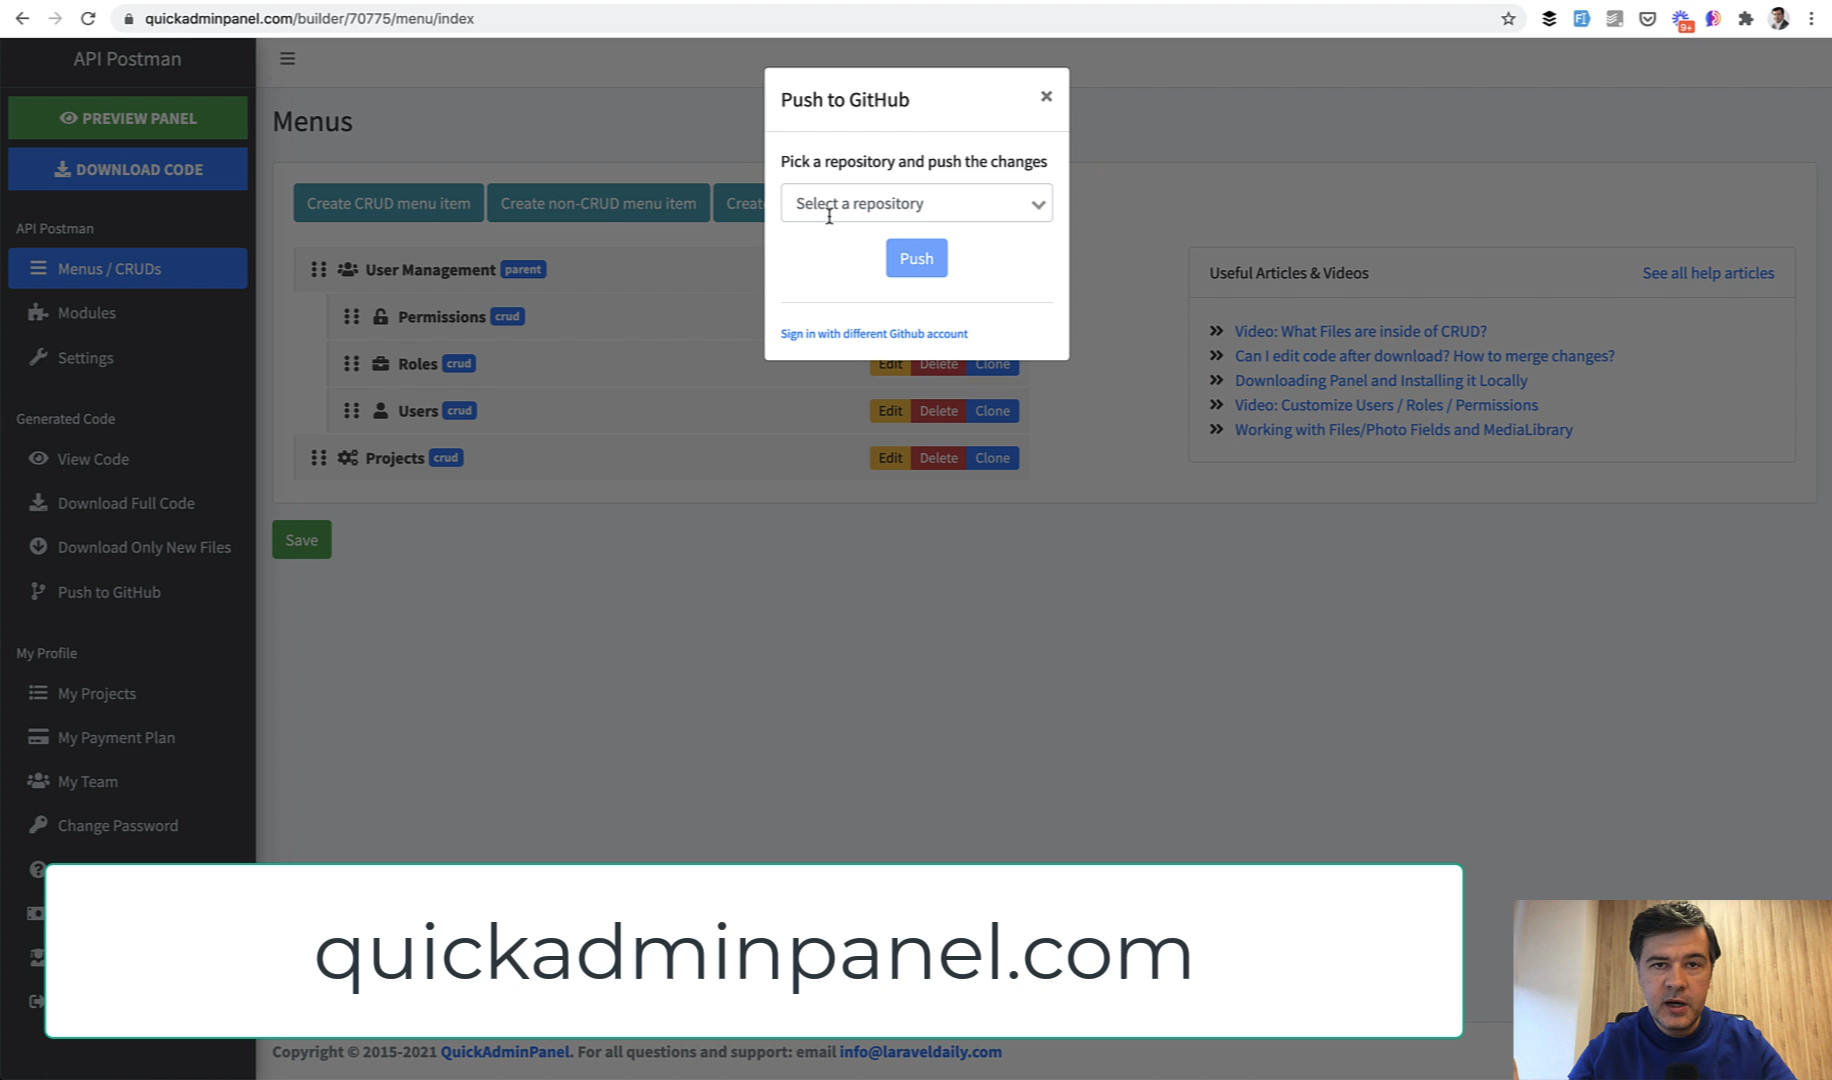 quickadminpanel.com/builder/70775/menu/index
9+
API Postman
PREVIEW PANEL
DOWNLOAD CODE
API Postman
Menus / CRUDs
Modules
Settings
Generated Code
View Code
Download Full Code
Download Only New Files
Push to GitHub
My Profile
My Projects
My Payment Plan
My Team
Change Password
Menus
Create CRUD menu item
Create non-CRUD menu item
Creat
User Management parent
Permissions crud
Roles crud
Edit Delete Clone
Users crud
Edit Delete Clone
Projects crud
Edit Delete Clone
Save
Push to GitHub
Pick a repository and push the changes
Select a repository
Push
Sign in with different Github account
Useful Articles & Videos
See all help articles
Video: What Files are inside of CRUD?
Can I edit code after download? How to merge changes?
Downloading Panel and Installing it Locally
Video: Customize Users / Roles / Permissions
Working with Files/Photo Fields and MediaLibrary
quickadminpanel.com
Copyright © 2015-2021 QuickAdminPanel. For all questions and support: email info@laraveldaily.com